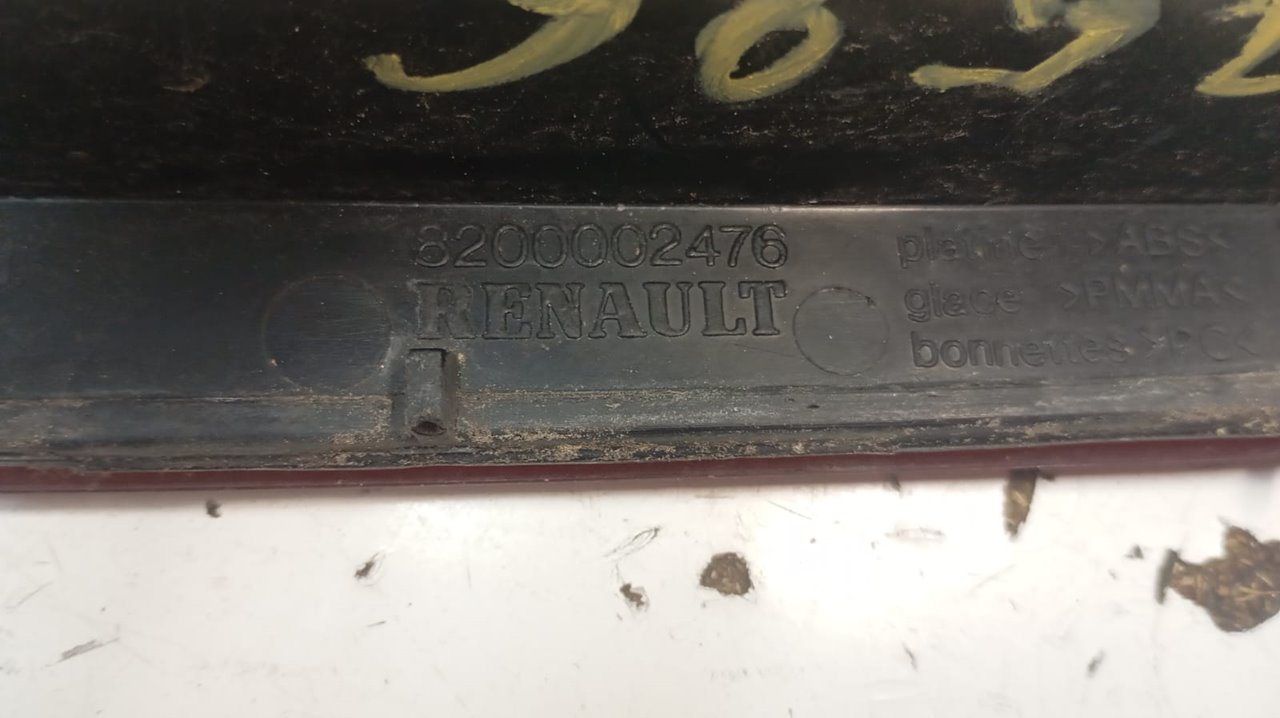 8200002476
RENAULT
platine >ABS<
glace >PMMA<
bonnettes >PC<